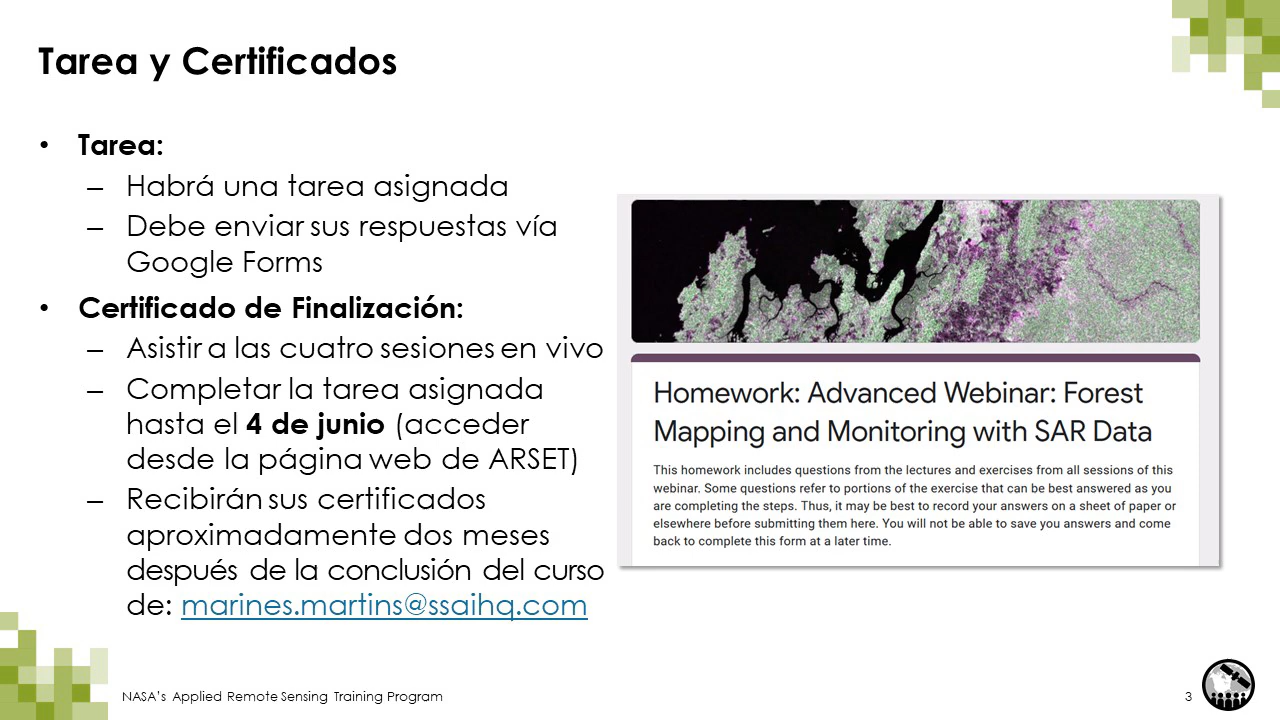 Tarea y Certificados
• Tarea:
– Habrá una tarea asignada
– Debe enviar sus respuestas vía
Google Forms
• Certificado de Finalización:
– Asistir a las cuatro sesiones en vivo
– Completar la tarea asignada
hasta el 4 de junio (acceder
desde la página web de ARSET)
– Recibirán sus certificados
aproximadamente dos meses
después de la conclusión del curso
de: marines.martins@ssaihq.com
Homework: Advanced Webinar: Forest
Mapping and Monitoring with SAR Data
This homework includes questions from the lectures and exercises from all sessions of this
webinar. Some questions refer to portions of the exercise that can be best answered as you
are completing the steps. Thus, it may be best to record your answers on a sheet of paper or
elsewhere before submitting them here. You will not be able to save you answers and come
back to complete this form at a later time.
NASA's Applied Remote Sensing Training Program
3